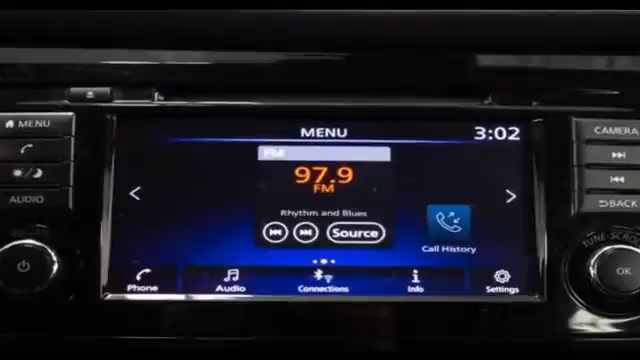 MENU
MENU
3:02
CAMERA
FM
97.9
FM
AUDIO
BACK
Rhythm and Blues
Source
Call History
TUNE-SCROLL
OK
Phone
Audio
Connections
Info
Settings